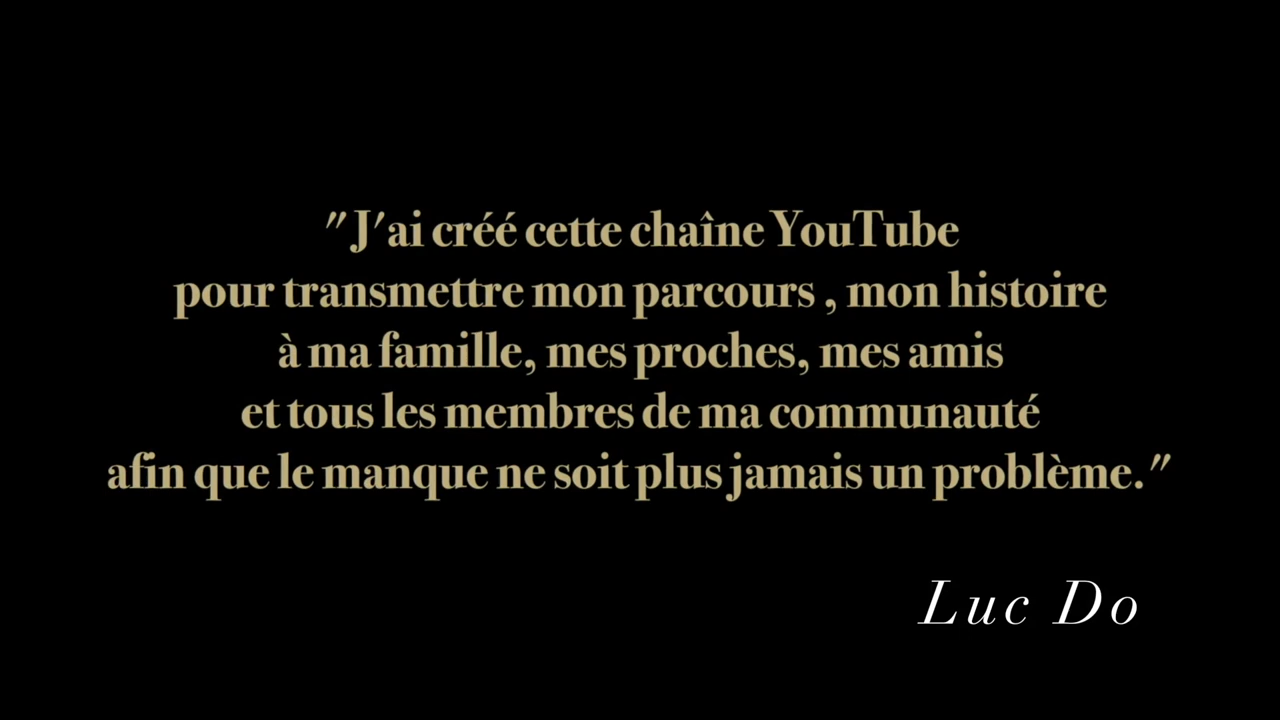 "J'ai créé cette chaîne YouTube
pour transmettre mon parcours , mon histoire
à ma famille, mes proches, mes amis
et tous les membres de ma communauté
afin que le manque ne soit plus jamais un problème."
Luc Do